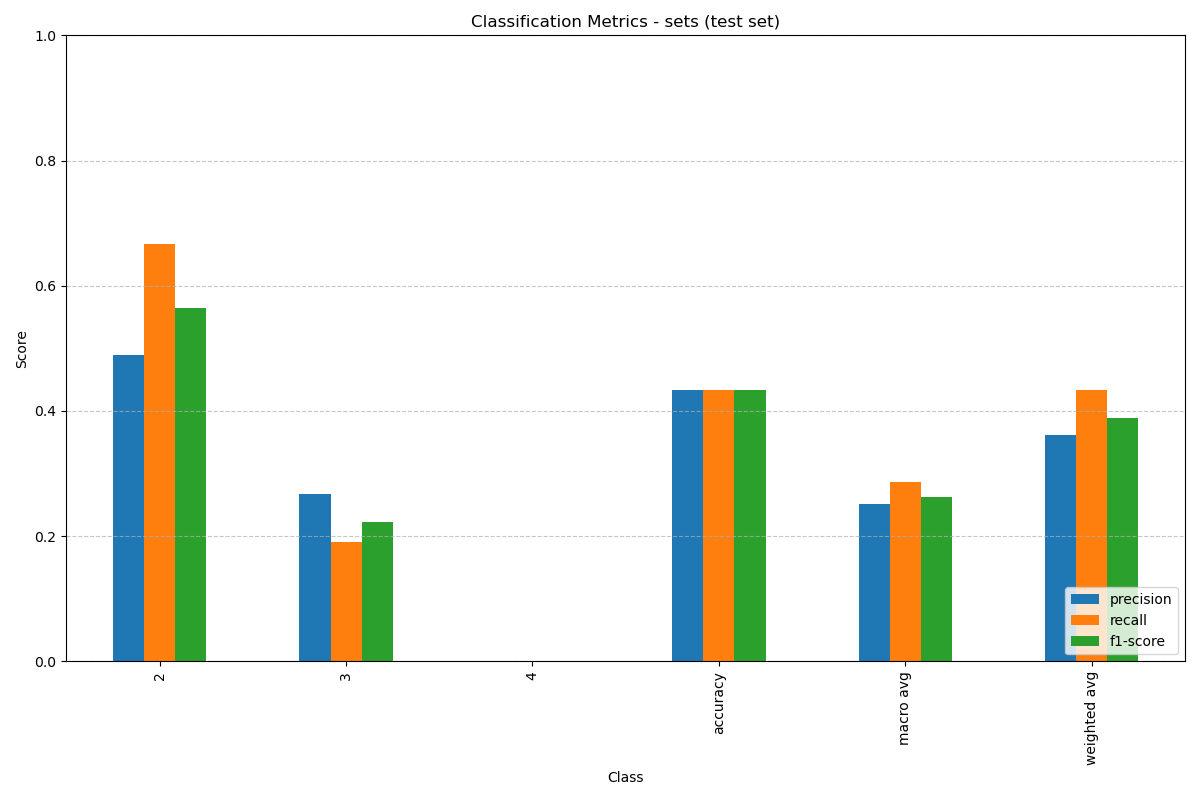 Classification Metrics - sets (test set)
1.0
0.8
0.6
0.4
0.2
0.0
Score
2
3
4
accuracy
macro avg
weighted avg
Class
precision
recall
f1-score